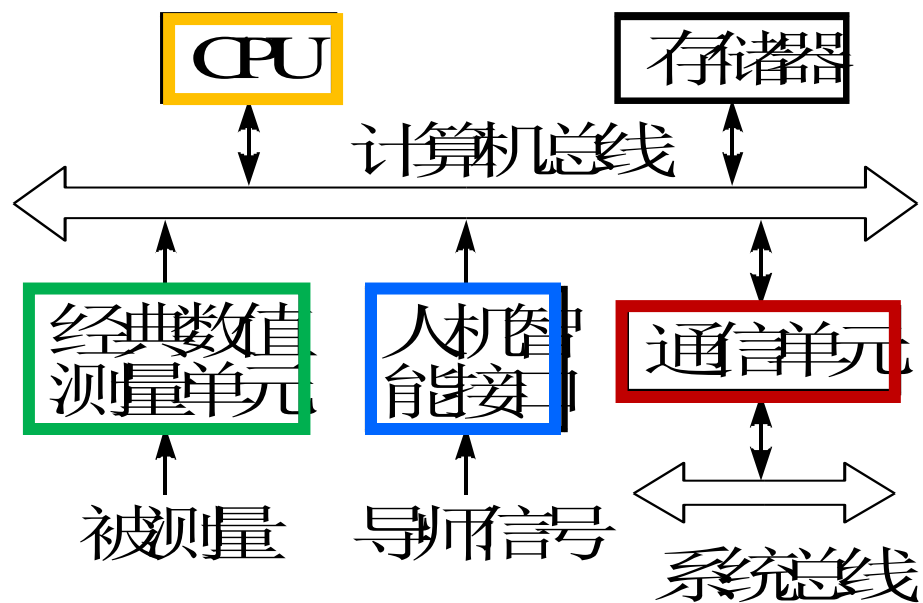 CPU
存储器
计算机总线
经典数值
测量单元
人机智
能接口
通信单元
被测量
导师信号
系统总线